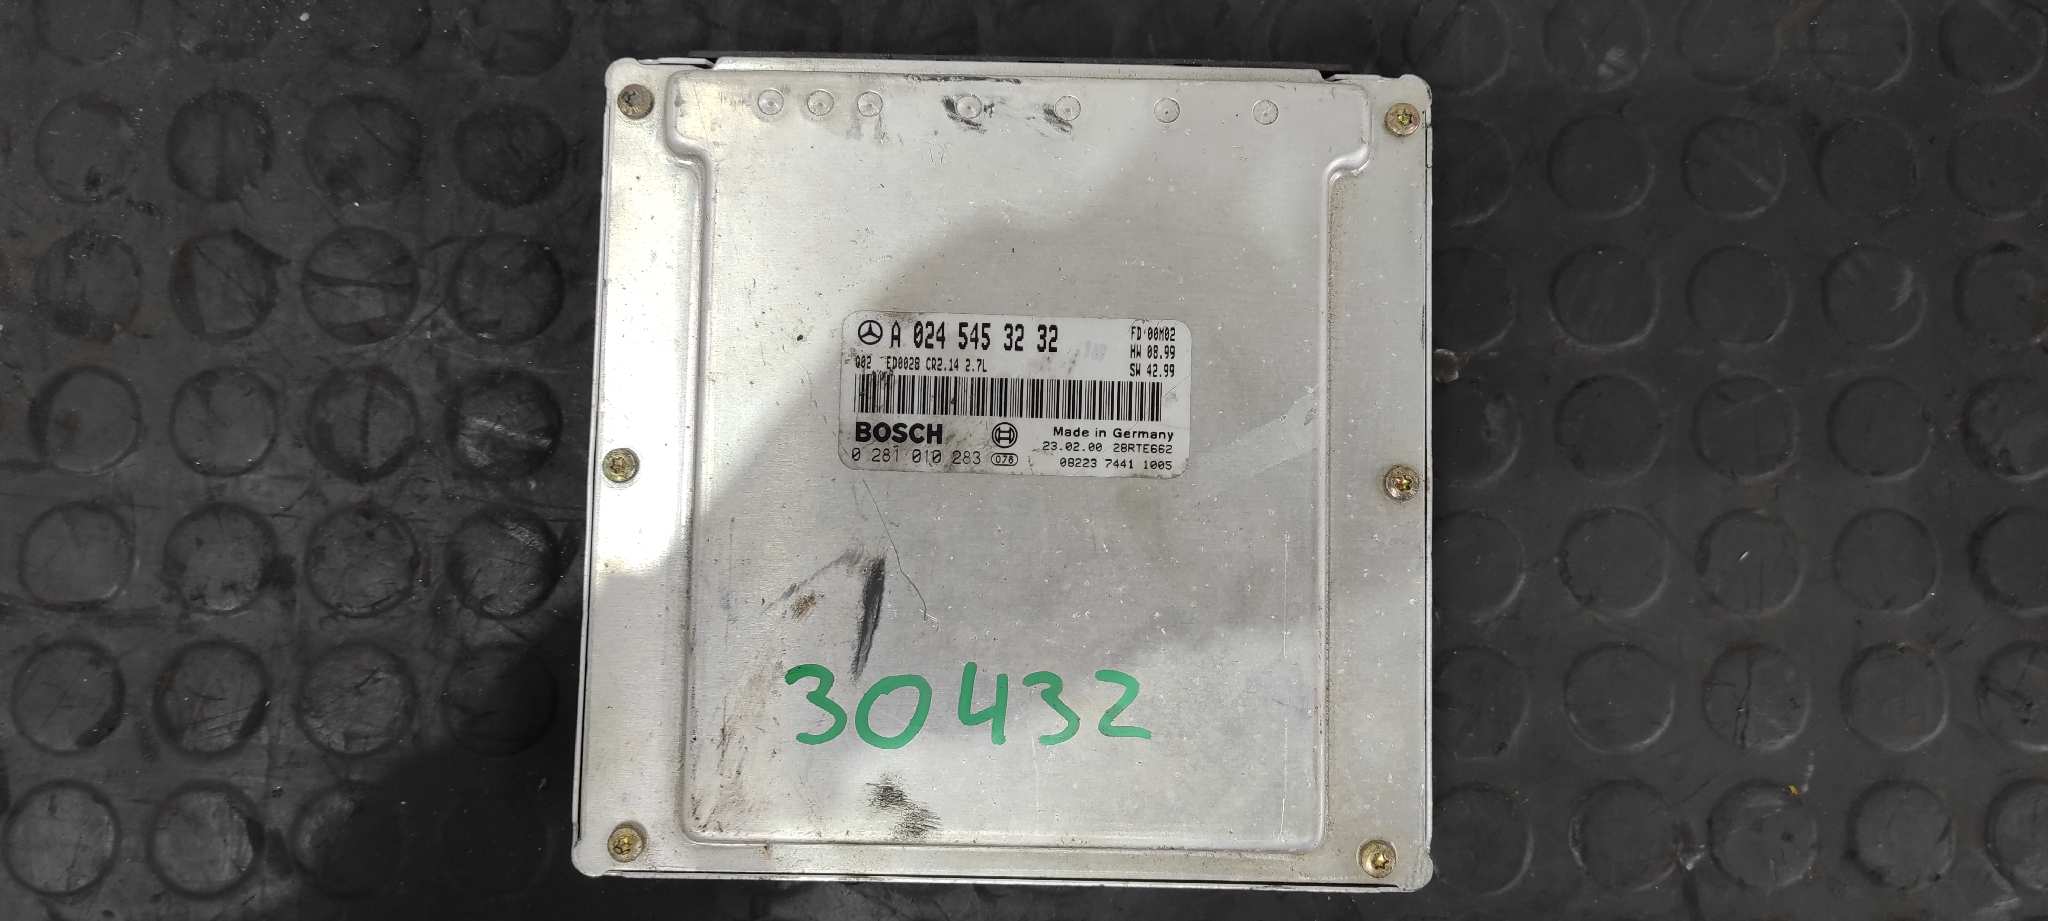 A 024 545 32 32
FD 00M02
HW 08.99
Q02 ED0028 CR2.14 2.7L
SW 42.99
BOSCH
Made in Germany
23.02.00 28RTE662
0 281 010 283 076
08223 7441 1005
30432